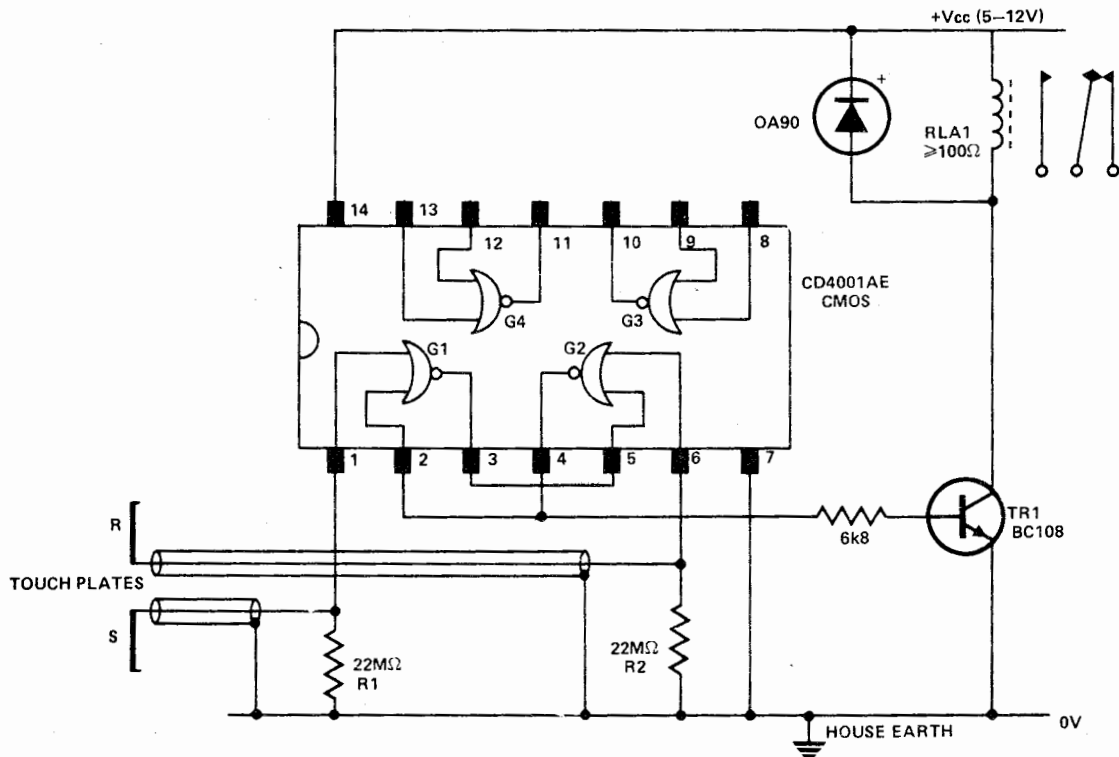 +Vcc (5–12V)
+
OA90
RLA1
⩾100Ω
14
13
12
11
10
9
8
G4
G3
CD4001AE
CMOS
G1
G2
1
2
3
4
5
6
7
R
TOUCH PLATES
S
6k8
TR1
BC108
22MΩ
R1
22MΩ
R2
HOUSE EARTH
0V